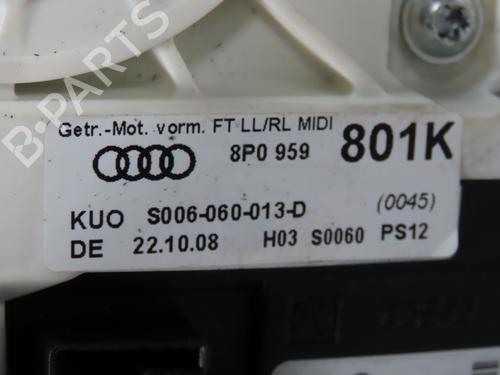 B-PARTS
Getr.-Mot. vorm. FT LL/RL MIDI
8P0 959 801K
KUO S006-060-013-D (0045)
DE 22.10.08 H03 S0060 PS12